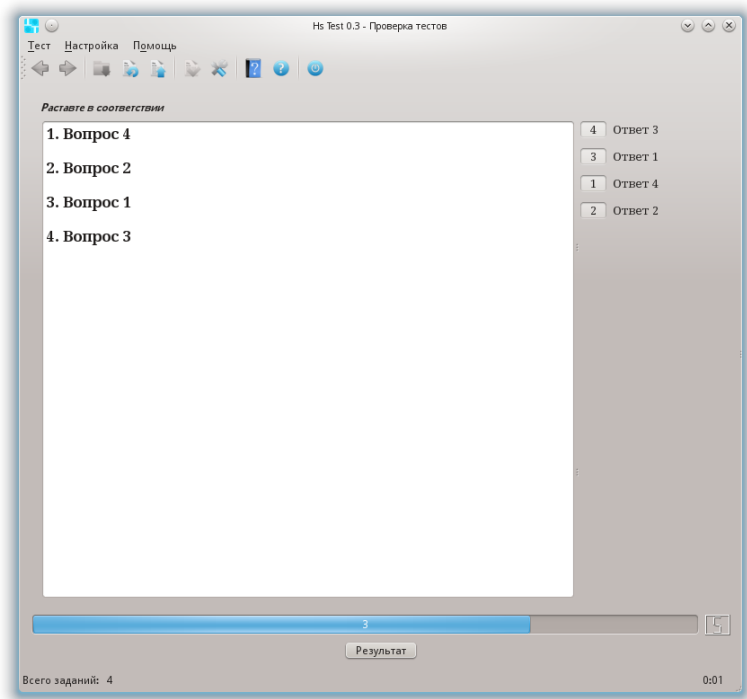 Hs Test 0.3 - Проверка тестов
Тест Настройка Помощь
Раставте в соответствии
1. Вопрос 4
2. Вопрос 2
3. Вопрос 1
4. Вопрос 3
4 Ответ 3
3 Ответ 1
1 Ответ 4
2 Ответ 2
3
5
Результат
Всего заданий: 4
0:01